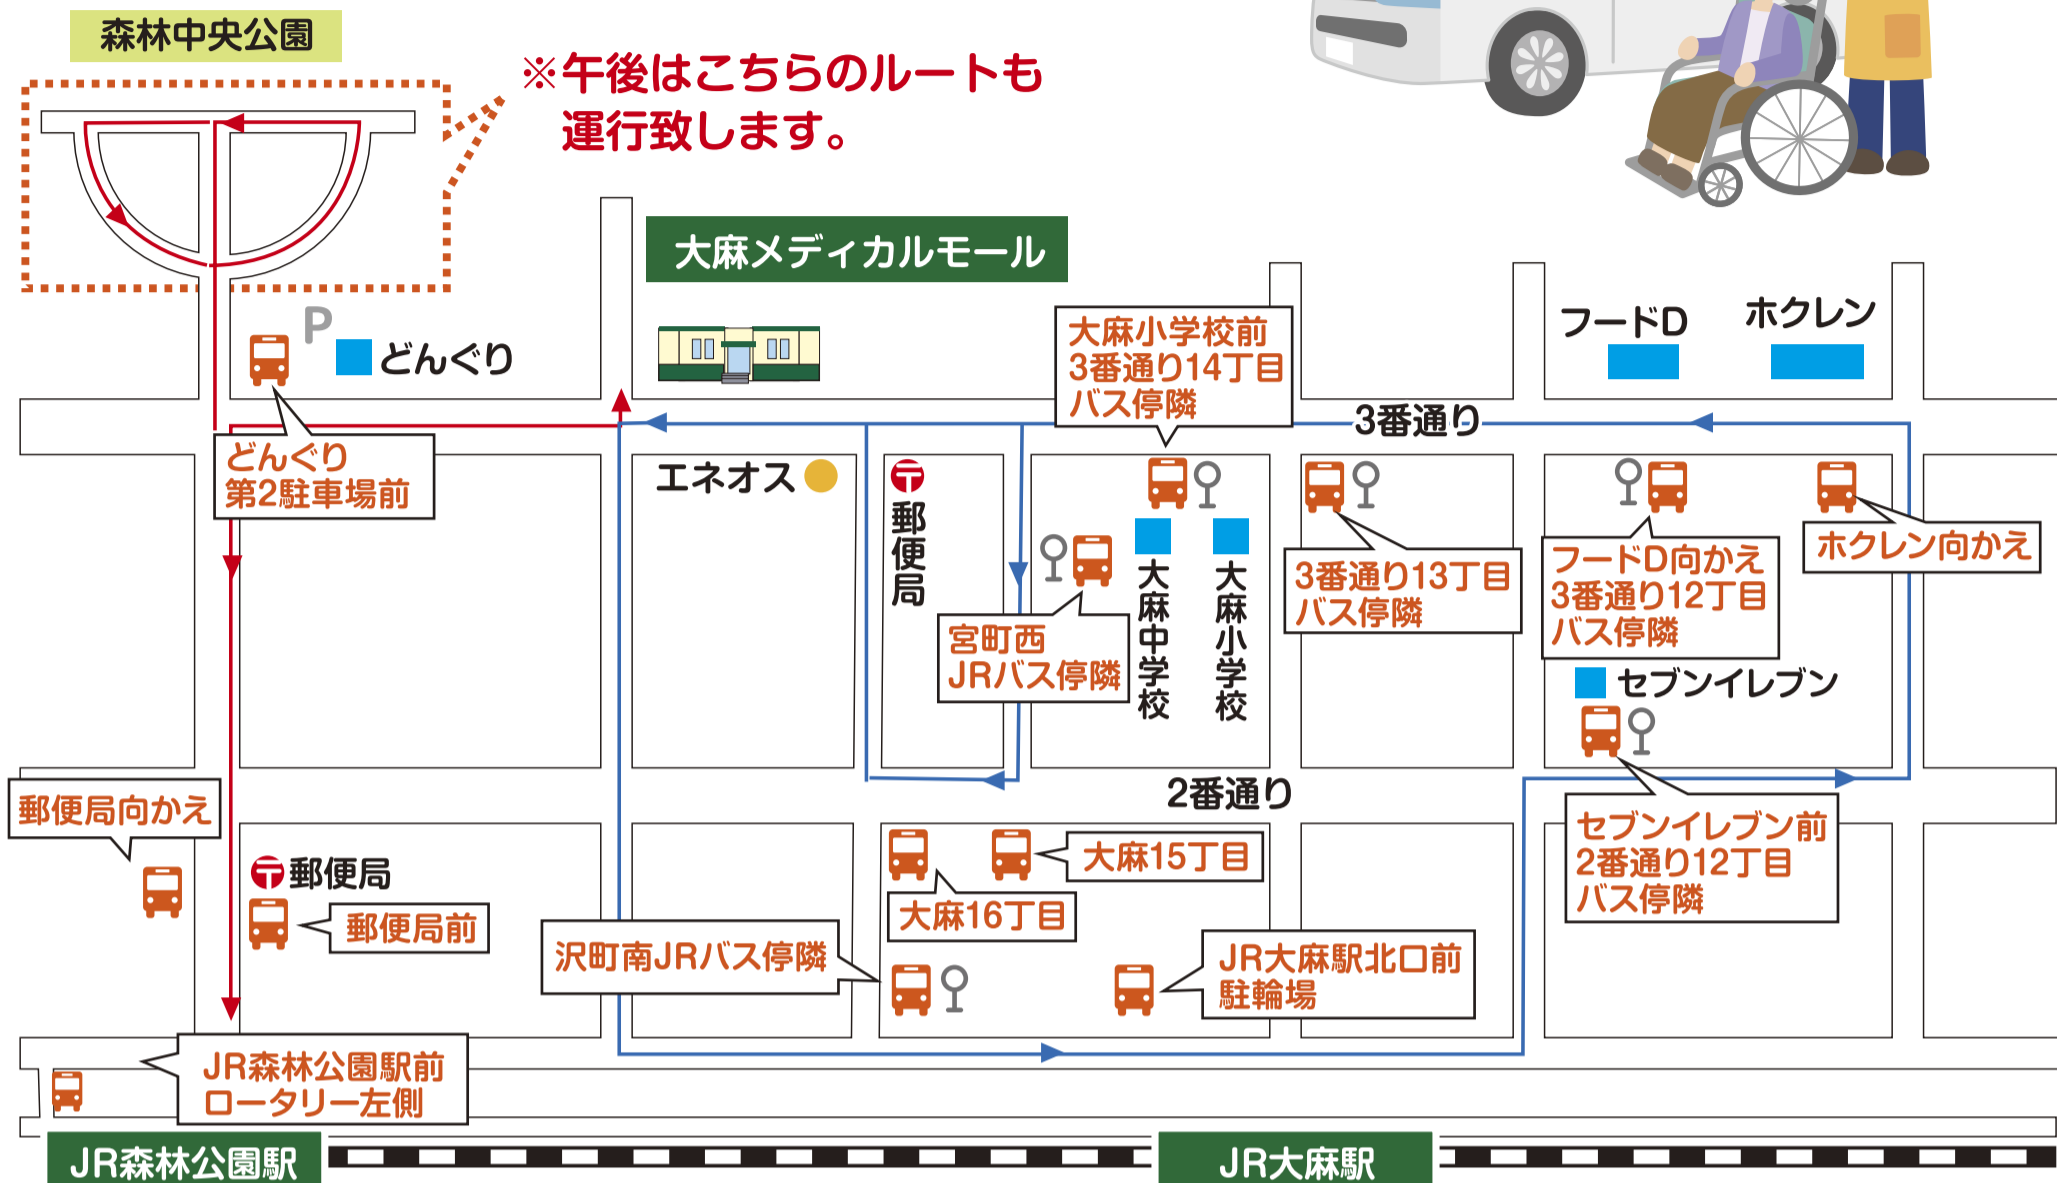 森林中央公園
※午後はこちらのルートも
運行致します。
大麻メディカルモール
P
どんぐり
どんぐり
第2駐車場前
大麻小学校前
3番通り14丁目
バス停隣
フードD
ホクレン
3番通り
エネオス
郵便局
宮町西
JRバス停隣
大麻中学校
大麻小学校
3番通り13丁目
バス停隣
フードD向かえ
3番通り12丁目
バス停隣
ホクレン向かえ
セブンイレブン
2番通り
郵便局向かえ
郵便局
郵便局前
大麻15丁目
大麻16丁目
セブンイレブン前
2番通り12丁目
バス停隣
沢町南JRバス停隣
JR大麻駅北口前
駐輪場
JR森林公園駅前
ロータリー左側
JR森林公園駅
JR大麻駅